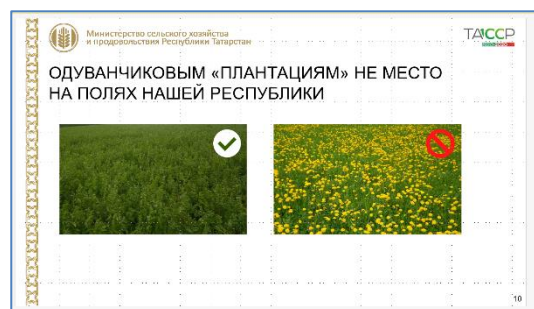 Министерство сельского хозяйства
и продовольствия Республики Татарстан
ТАССР
ОДУВАНЧИКОВЫМ «ПЛАНТАЦИЯМ» НЕ МЕСТО
НА ПОЛЯХ НАШЕЙ РЕСПУБЛИКИ
10